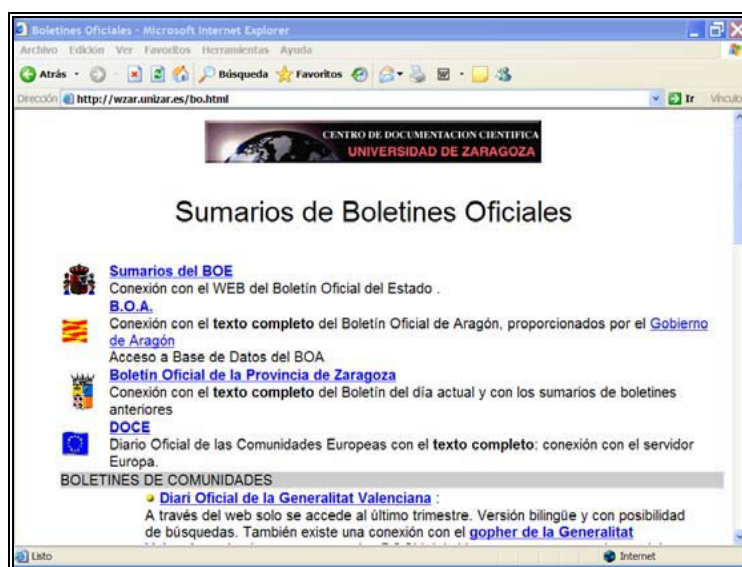 Boletines Oficiales - Microsoft Internet Explorer
Archivo Edición Ver Favoritos Herramientas Ayuda
Atrás Búsqueda Favoritos
Dirección http://wzar.unizar.es/bo.html Ir Vínculo
CENTRO DE DOCUMENTACION CIENTIFICA
UNIVERSIDAD DE ZARAGOZA
Sumarios de Boletines Oficiales
Sumarios del BOE
Conexión con el WEB del Boletín Oficial del Estado .
B.O.A.
Conexión con el texto completo del Boletín Oficial de Aragón, proporcionados por el Gobierno
de Aragón
Acceso a Base de Datos del BOA
Boletín Oficial de la Provincia de Zaragoza
Conexión con el texto completo del Boletín del día actual y con los sumarios de boletines
anteriores
DOCE
Diario Oficial de las Comunidades Europeas con el texto completo: conexión con el servidor
Europa.
BOLETINES DE COMUNIDADES
Diari Oficial de la Generalitat Valenciana :
A través del web solo se accede al último trimestre. Versión bilingüe y con posibilidad
de búsquedas. También existe una conexión con el gopher de la Generalitat
Listo Internet